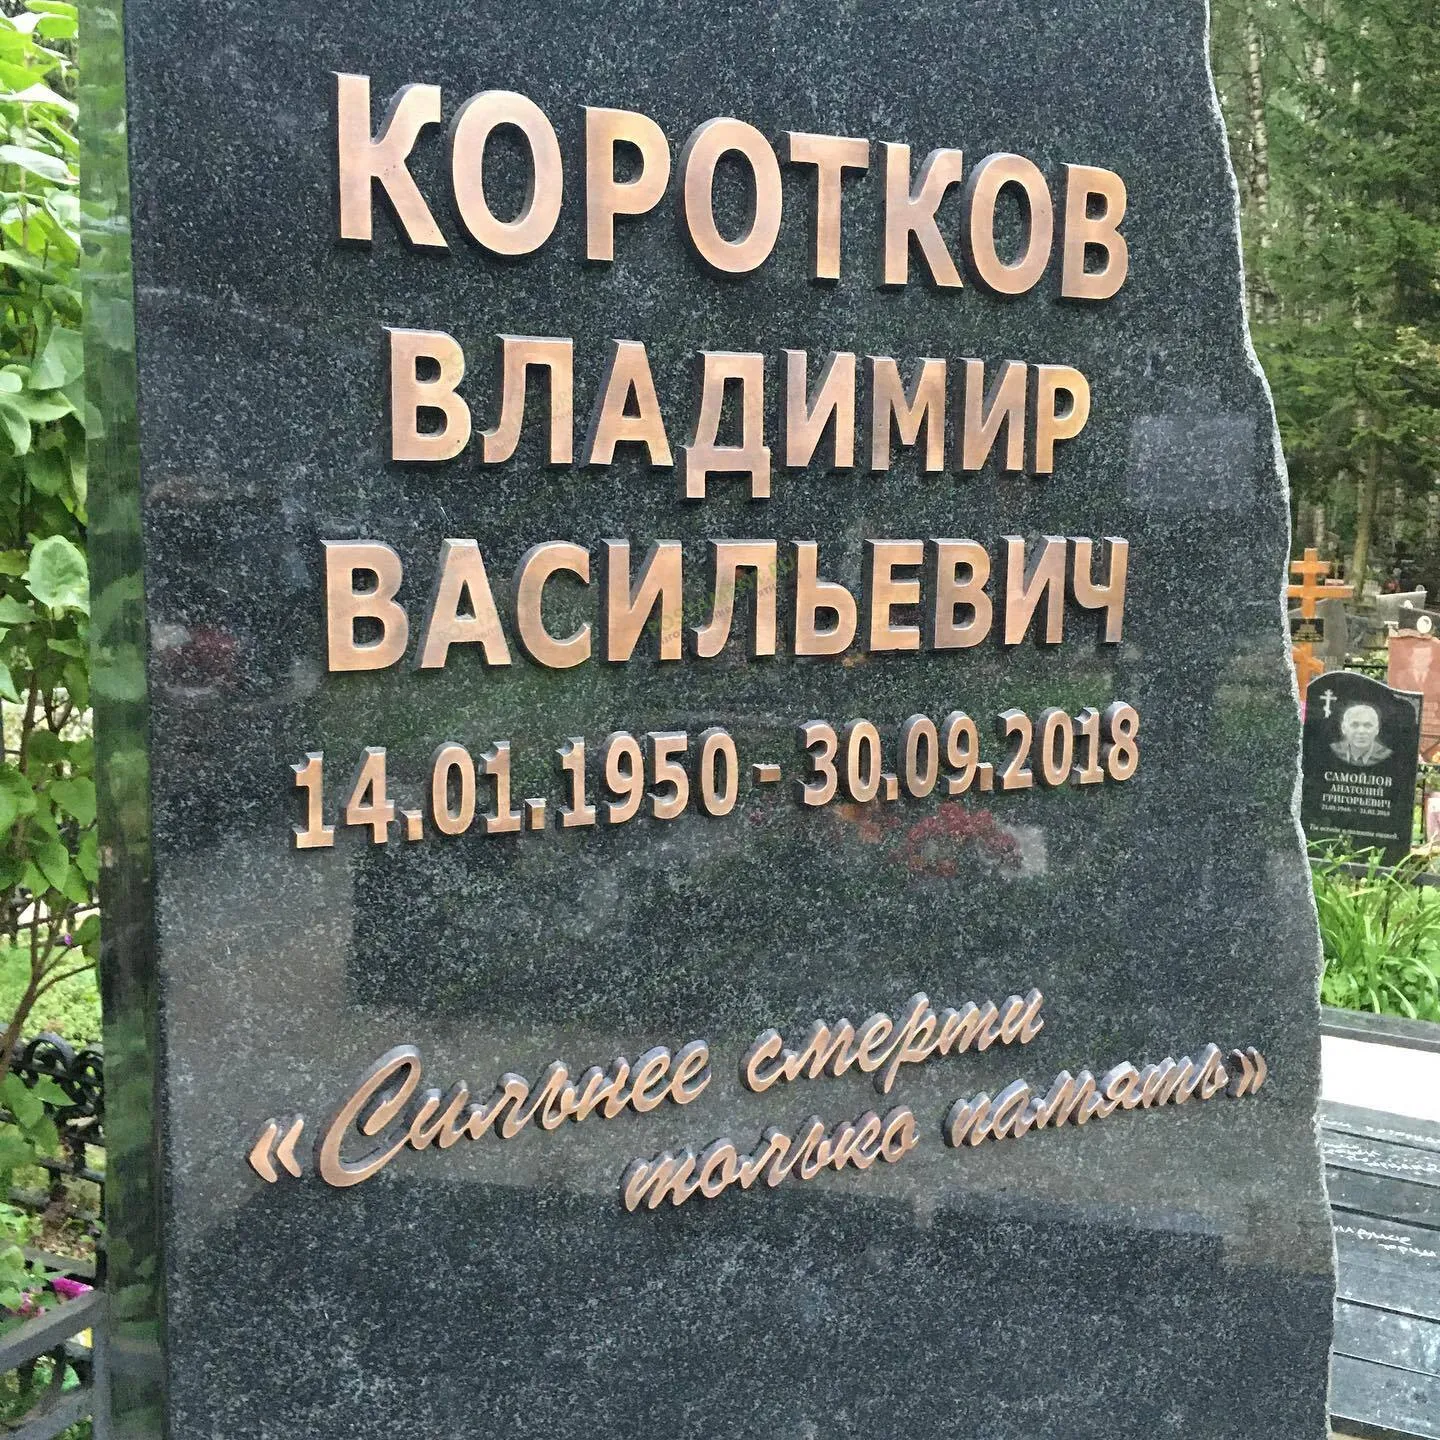 КОРОТКОВ
ВЛАДИМИР
ВАСИЛЬЕВИЧ
14.01.1950 - 30.09.2018
«Сильнее смерти
только память»
САМОЙЛОВ
АНАТОЛИЙ
ГРИГОРЬЕВИЧ